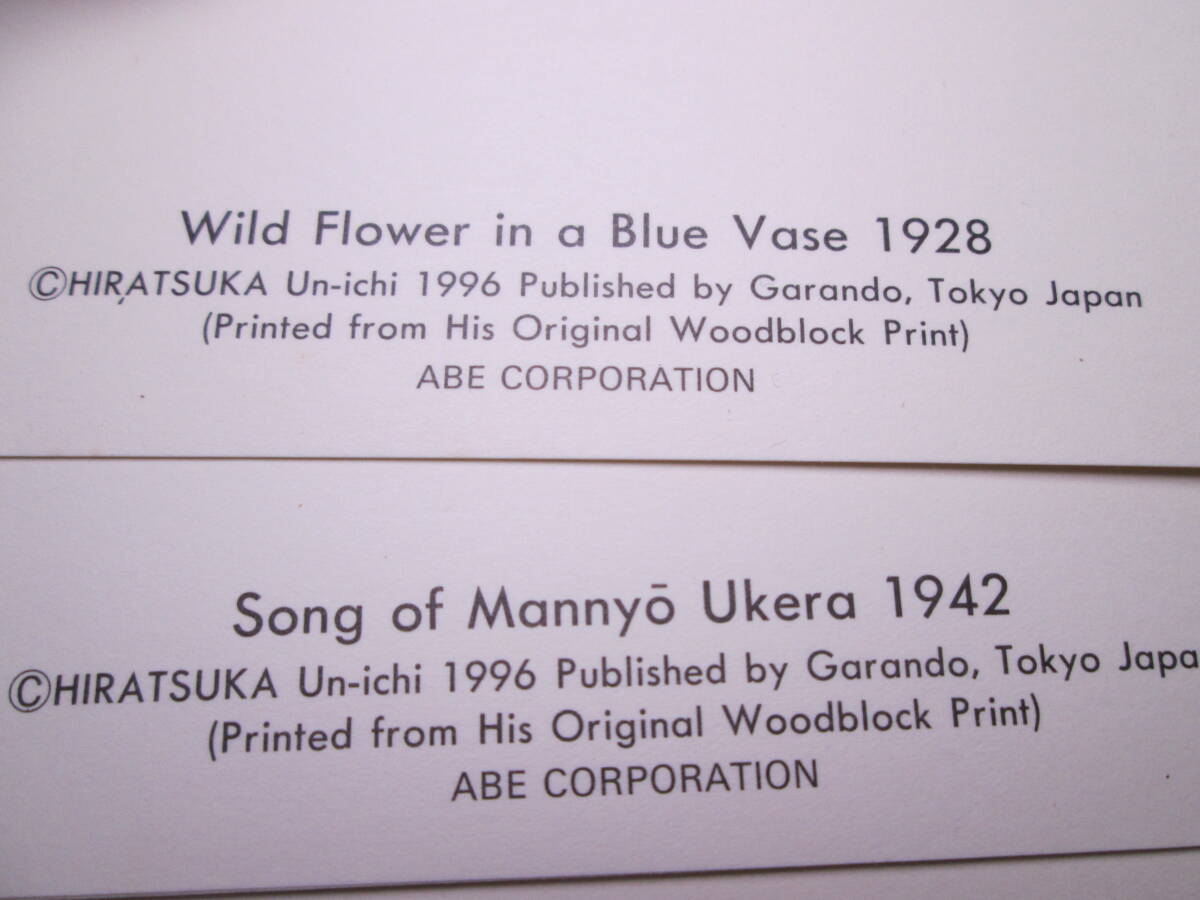 Wild Flower in a Blue Vase 1928
©HIRATSUKA Un-ichi 1996 Published by Garando, Tokyo Japan
(Printed from His Original Woodblock Print)
ABE CORPORATION
Song of Mannyō Ukera 1942
©HIRATSUKA Un-ichi 1996 Published by Garando, Tokyo Japa
(Printed from His Original Woodblock Print)
ABE CORPORATION